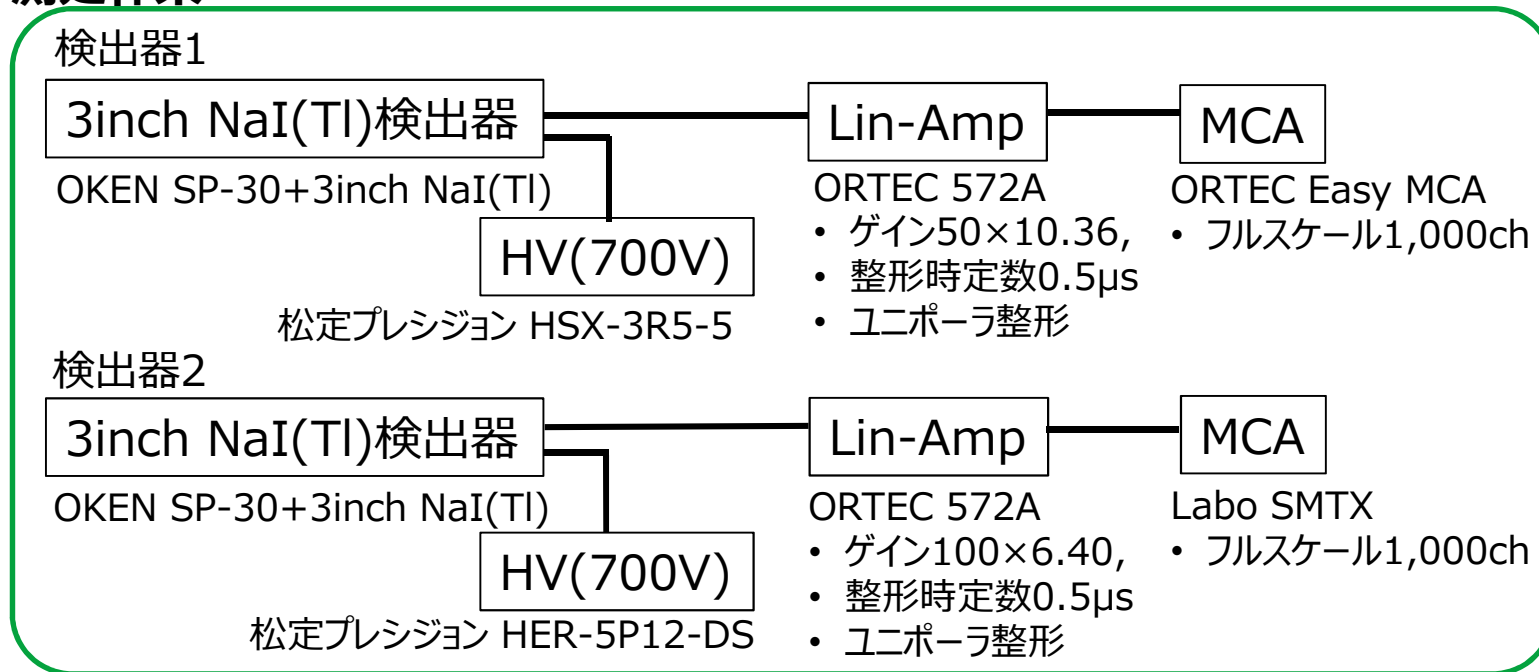 検出器1
3inch NaI(Tl)検出器
Lin-Amp
MCA
OKEN SP-30+3inch NaI(Tl)
HV(700V)
松定プレシジョン HSX-3R5-5
ORTEC 572A
• ゲイン50×10.36,
• 整形時定数0.5μs
• ユニポーラ整形
ORTEC Easy MCA
• フルスケール1,000ch
検出器2
3inch NaI(Tl)検出器
Lin-Amp
MCA
OKEN SP-30+3inch NaI(Tl)
HV(700V)
松定プレシジョン HER-5P12-DS
ORTEC 572A
• ゲイン100×6.40,
• 整形時定数0.5μs
• ユニポーラ整形
Labo SMTX
• フルスケール1,000ch